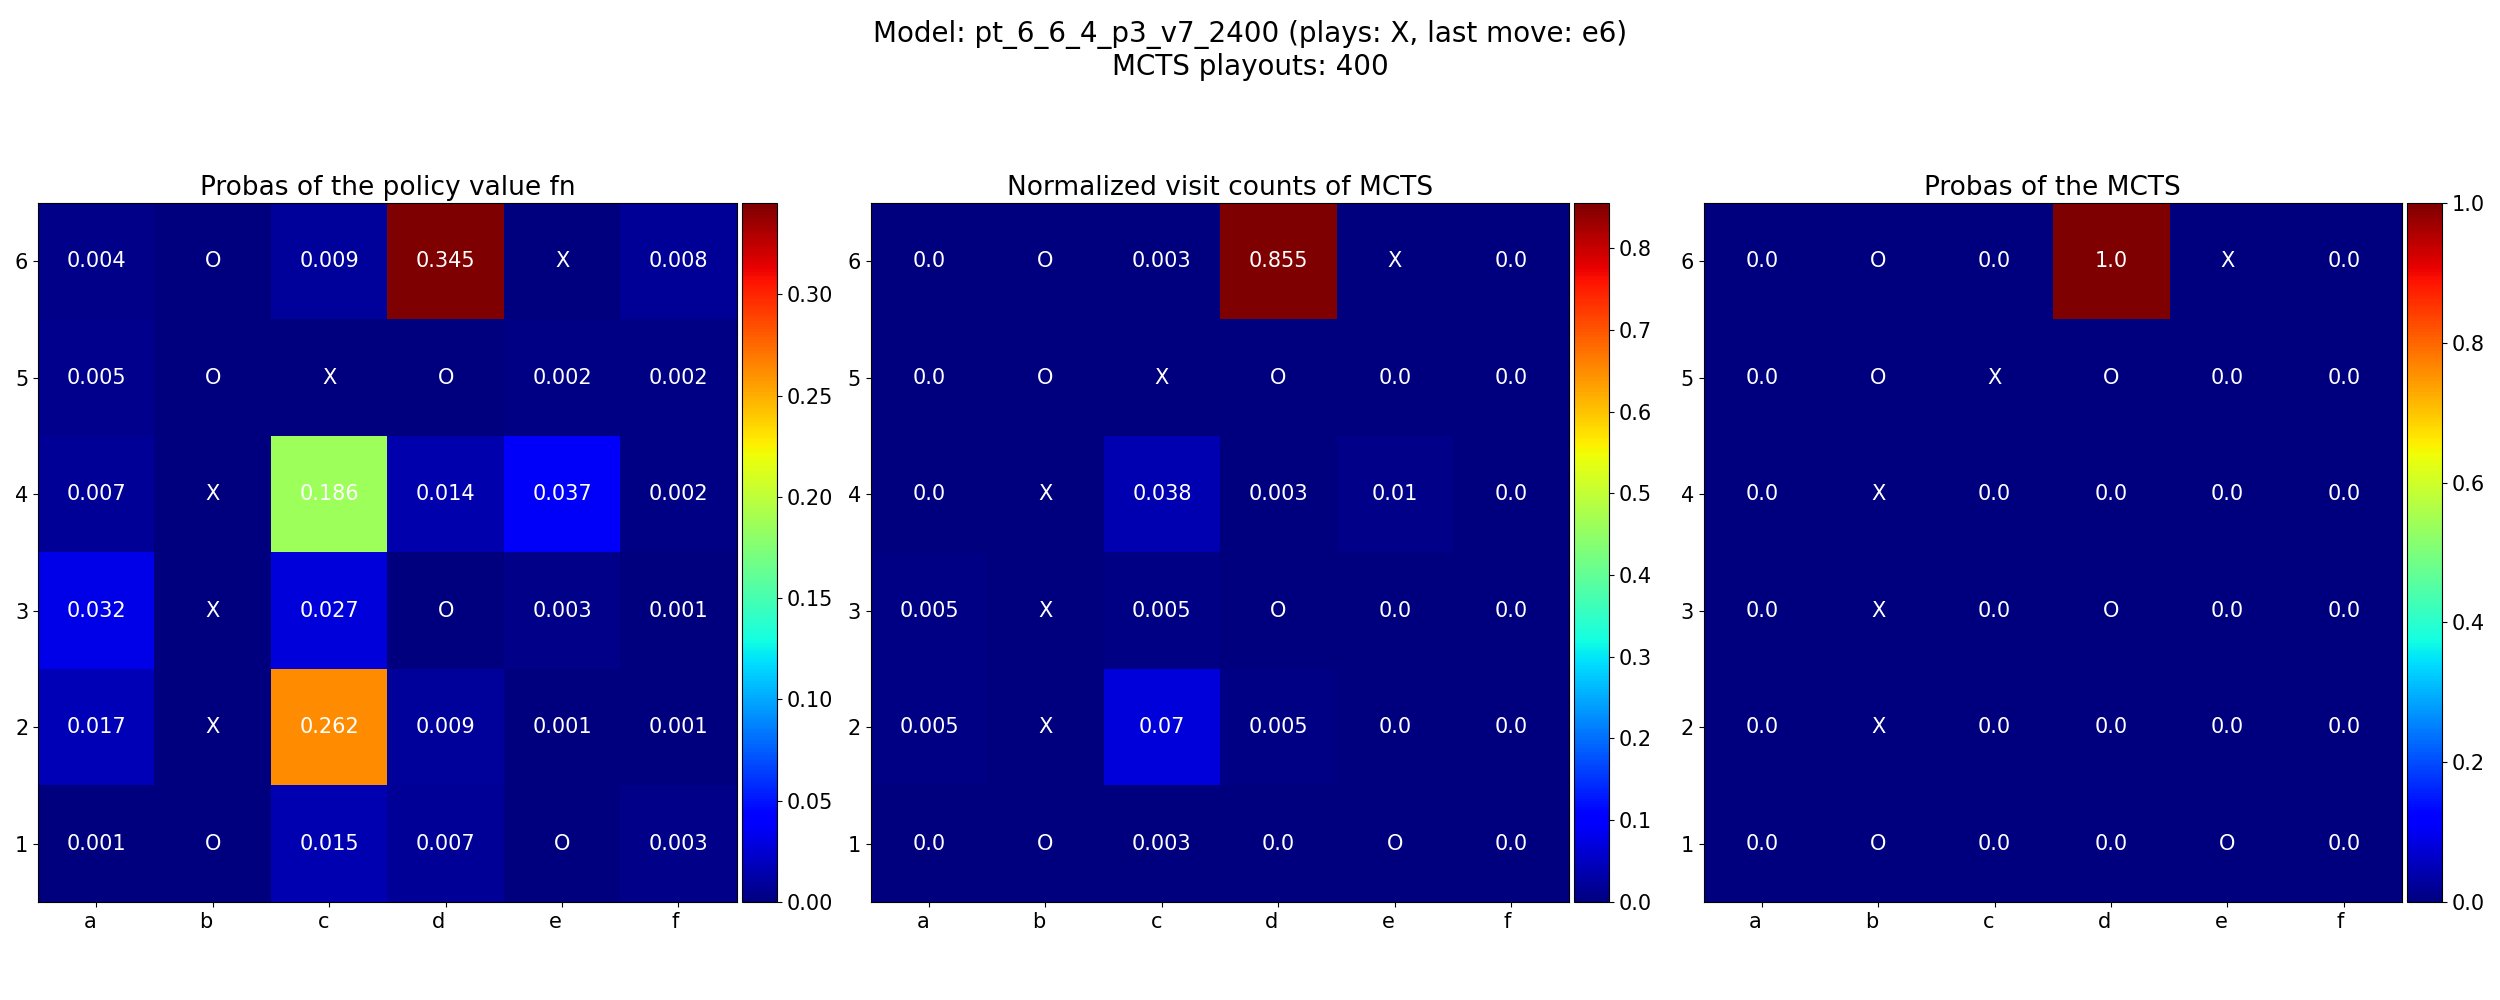 Model: pt_6_6_4_p3_v7_2400 (plays: X, last move: e6)
MCTS playouts: 400
Probas of the policy value fn
6 0.004 O 0.009 0.345 X 0.008
5 0.005 O X O 0.002 0.002
4 0.007 X 0.186 0.014 0.037 0.002
3 0.032 X 0.027 O 0.003 0.001
2 0.017 X 0.262 0.009 0.001 0.001
1 0.001 O 0.015 0.007 O 0.003
a b c d e f
0.30
0.25
0.20
0.15
0.10
0.05
0.00
Normalized visit counts of MCTS
6 0.0 O 0.003 0.855 X 0.0
5 0.0 O X O 0.0 0.0
4 0.0 X 0.038 0.003 0.01 0.0
3 0.005 X 0.005 O 0.0 0.0
2 0.005 X 0.07 0.005 0.0 0.0
1 0.0 O 0.003 0.0 O 0.0
a b c d e f
0.8
0.7
0.6
0.5
0.4
0.3
0.2
0.1
0.0
Probas of the MCTS
6 0.0 O 0.0 1.0 X 0.0
5 0.0 O X O 0.0 0.0
4 0.0 X 0.0 0.0 0.0 0.0
3 0.0 X 0.0 O 0.0 0.0
2 0.0 X 0.0 0.0 0.0 0.0
1 0.0 O 0.0 0.0 O 0.0
a b c d e f
1.0
0.8
0.6
0.4
0.2
0.0